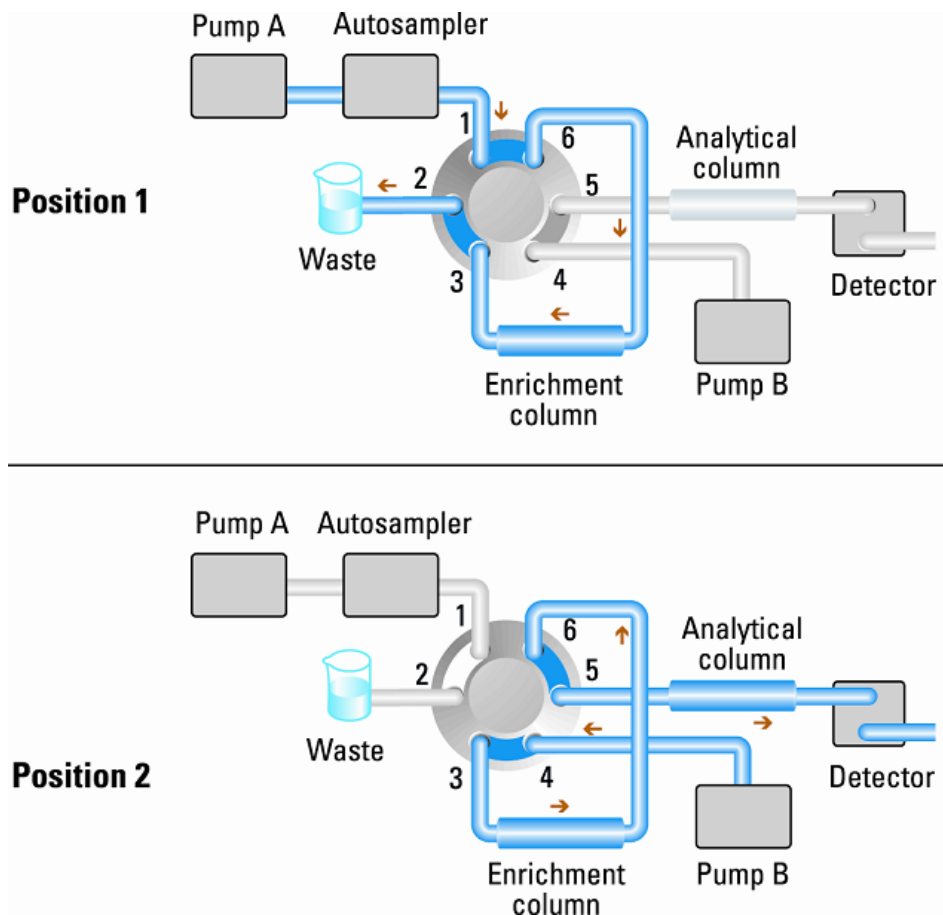 Pump A
Autosampler
1
6
Analytical
column
2
5
Position 1
Waste
3
4
Detector
Enrichment
column
Pump B
Pump A
Autosampler
1
6
Analytical
column
2
5
Waste
Position 2
3
4
Detector
Enrichment
column
Pump B